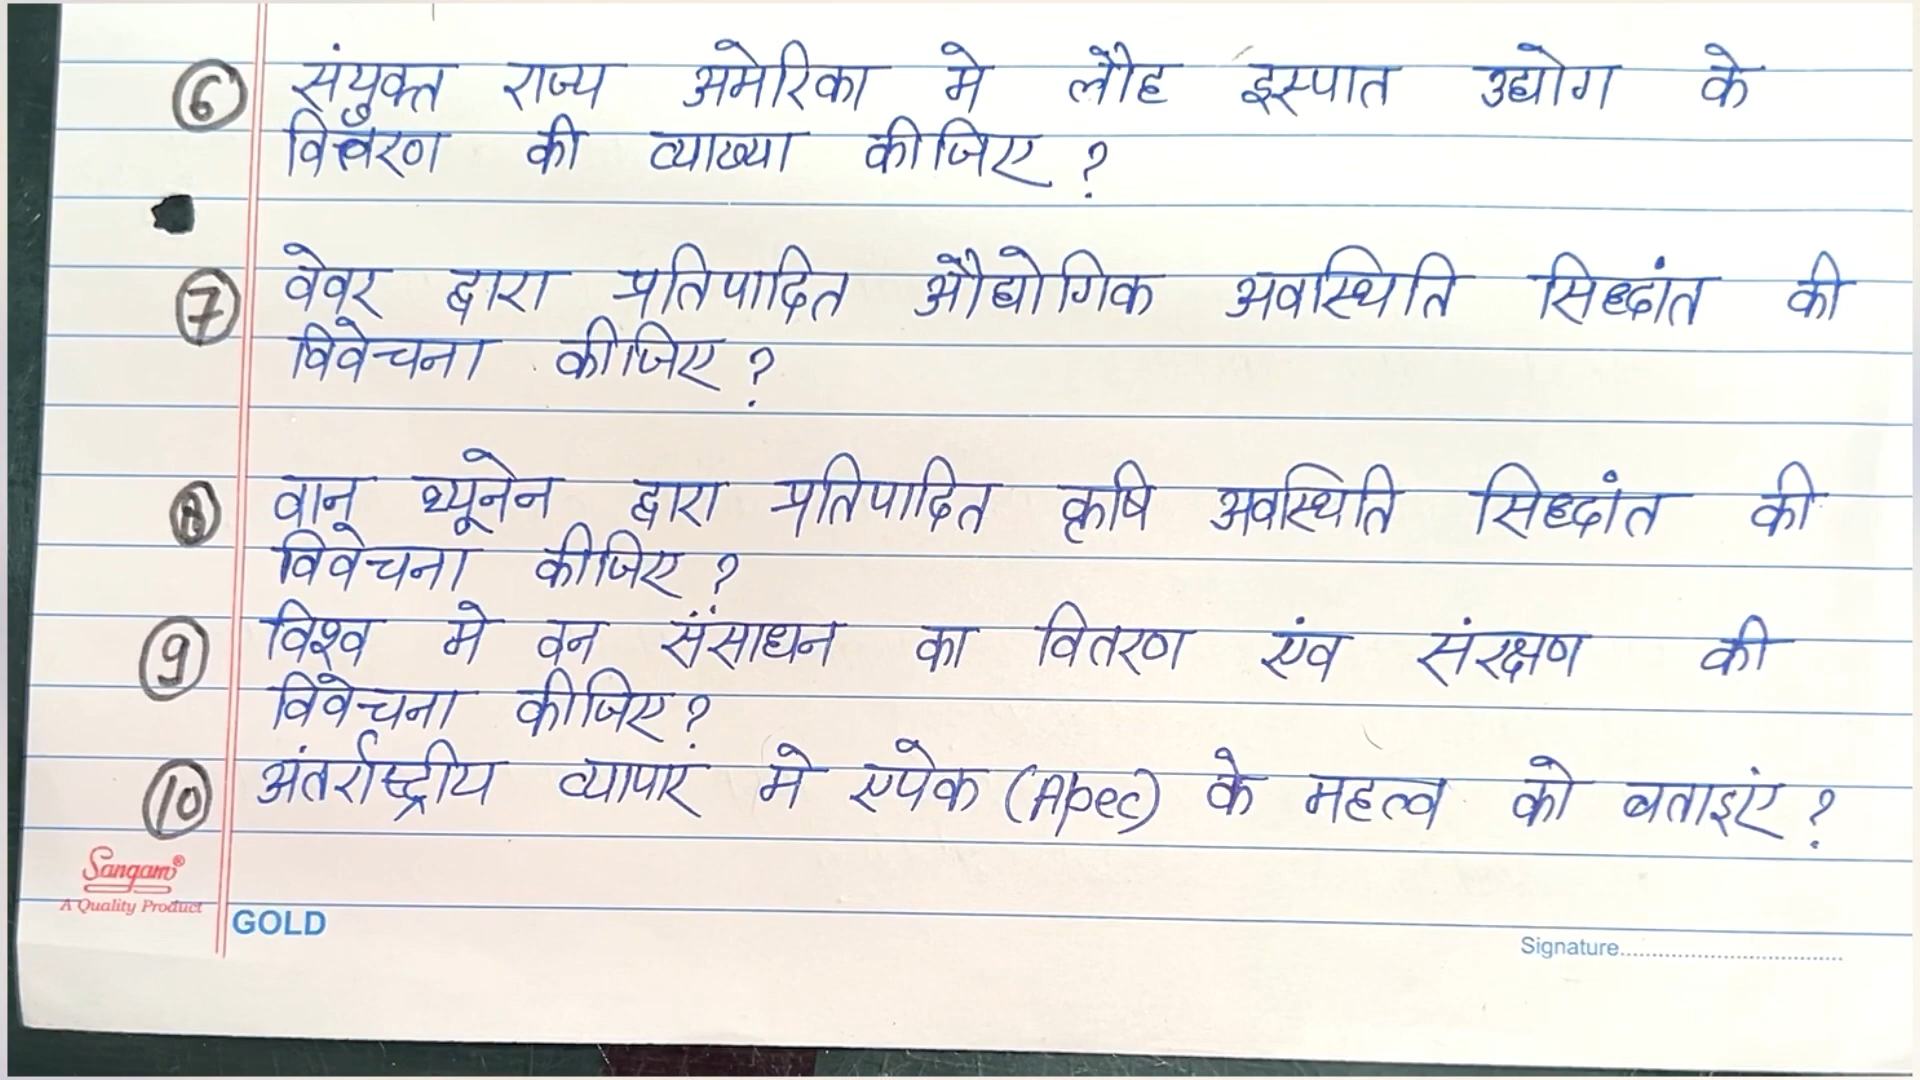 6 संयुक्त राज्य अमेरिका मे लौह इस्पात उद्योग के
वितरण की व्याख्या कीजिए ?
7 वेवर द्वारा प्रतिपादित औद्योगिक अवस्थिति सिध्दांत की
विवेचना कीजिए ?
8 वान थ्यूनेन द्वारा प्रतिपादित कृषि अवस्थिति सिध्दांत की
विवेचना कीजिए ?
9 विश्व मे वन संसाधन का वितरण एंव संरक्षण की
विवेचना कीजिए ?
10 अंतर्राष्ट्रीय व्यापार मे एपेक (Apec) के महत्व को बताइएं ?
Sangam®
A Quality Product
GOLD
Signature